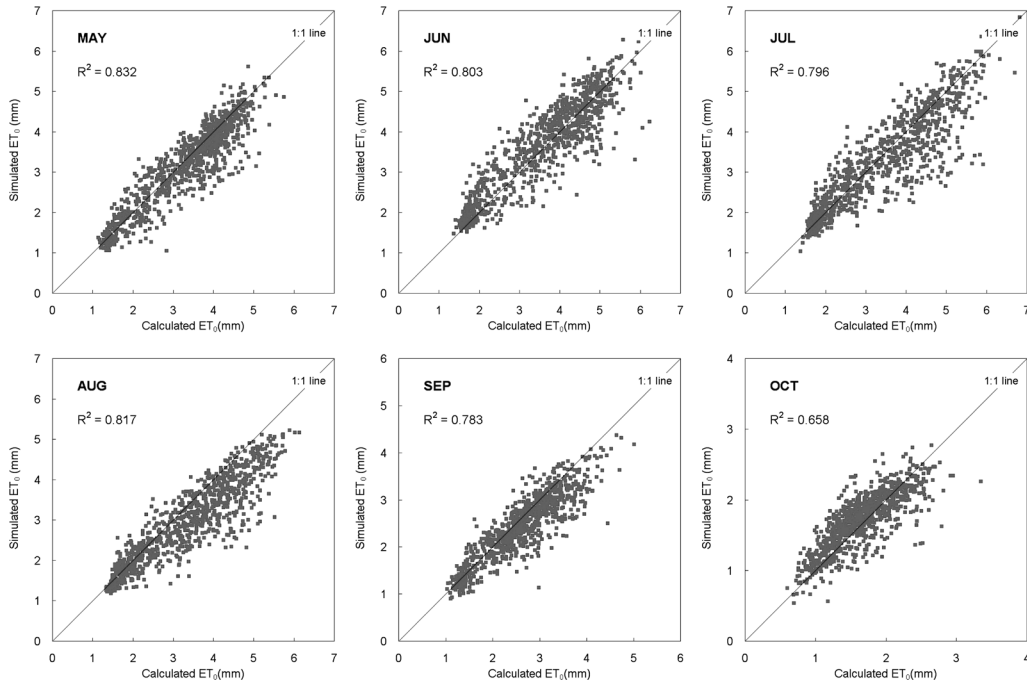 MAY
1:1 line
R² = 0.832
Simulated ET₀ (mm)
7
6
5
4
3
2
1
0
0 1 2 3 4 5 6 7
Calculated ET₀(mm)
JUN
1:1 line
R² = 0.803
Simulated ET₀ (mm)
7
6
5
4
3
2
1
0
0 1 2 3 4 5 6 7
Calculated ET₀(mm)
JUL
1:1 line
R² = 0.796
Simulated ET₀ (mm)
7
6
5
4
3
2
1
0
0 1 2 3 4 5 6 7
Calculated ET₀(mm)
AUG
1:1 line
R² = 0.817
Simulated ET₀ (mm)
7
6
5
4
3
2
1
0
0 1 2 3 4 5 6 7
Calculated ET₀(mm)
SEP
1:1 line
R² = 0.783
Simulated ET₀ (mm)
6
5
4
3
2
1
0
0 1 2 3 4 5 6
Calculated ET₀(mm)
OCT
1:1 line
R² = 0.658
Simulated ET₀ (mm)
4
3
2
1
0
0 1 2 3 4
Calculated ET₀(mm)